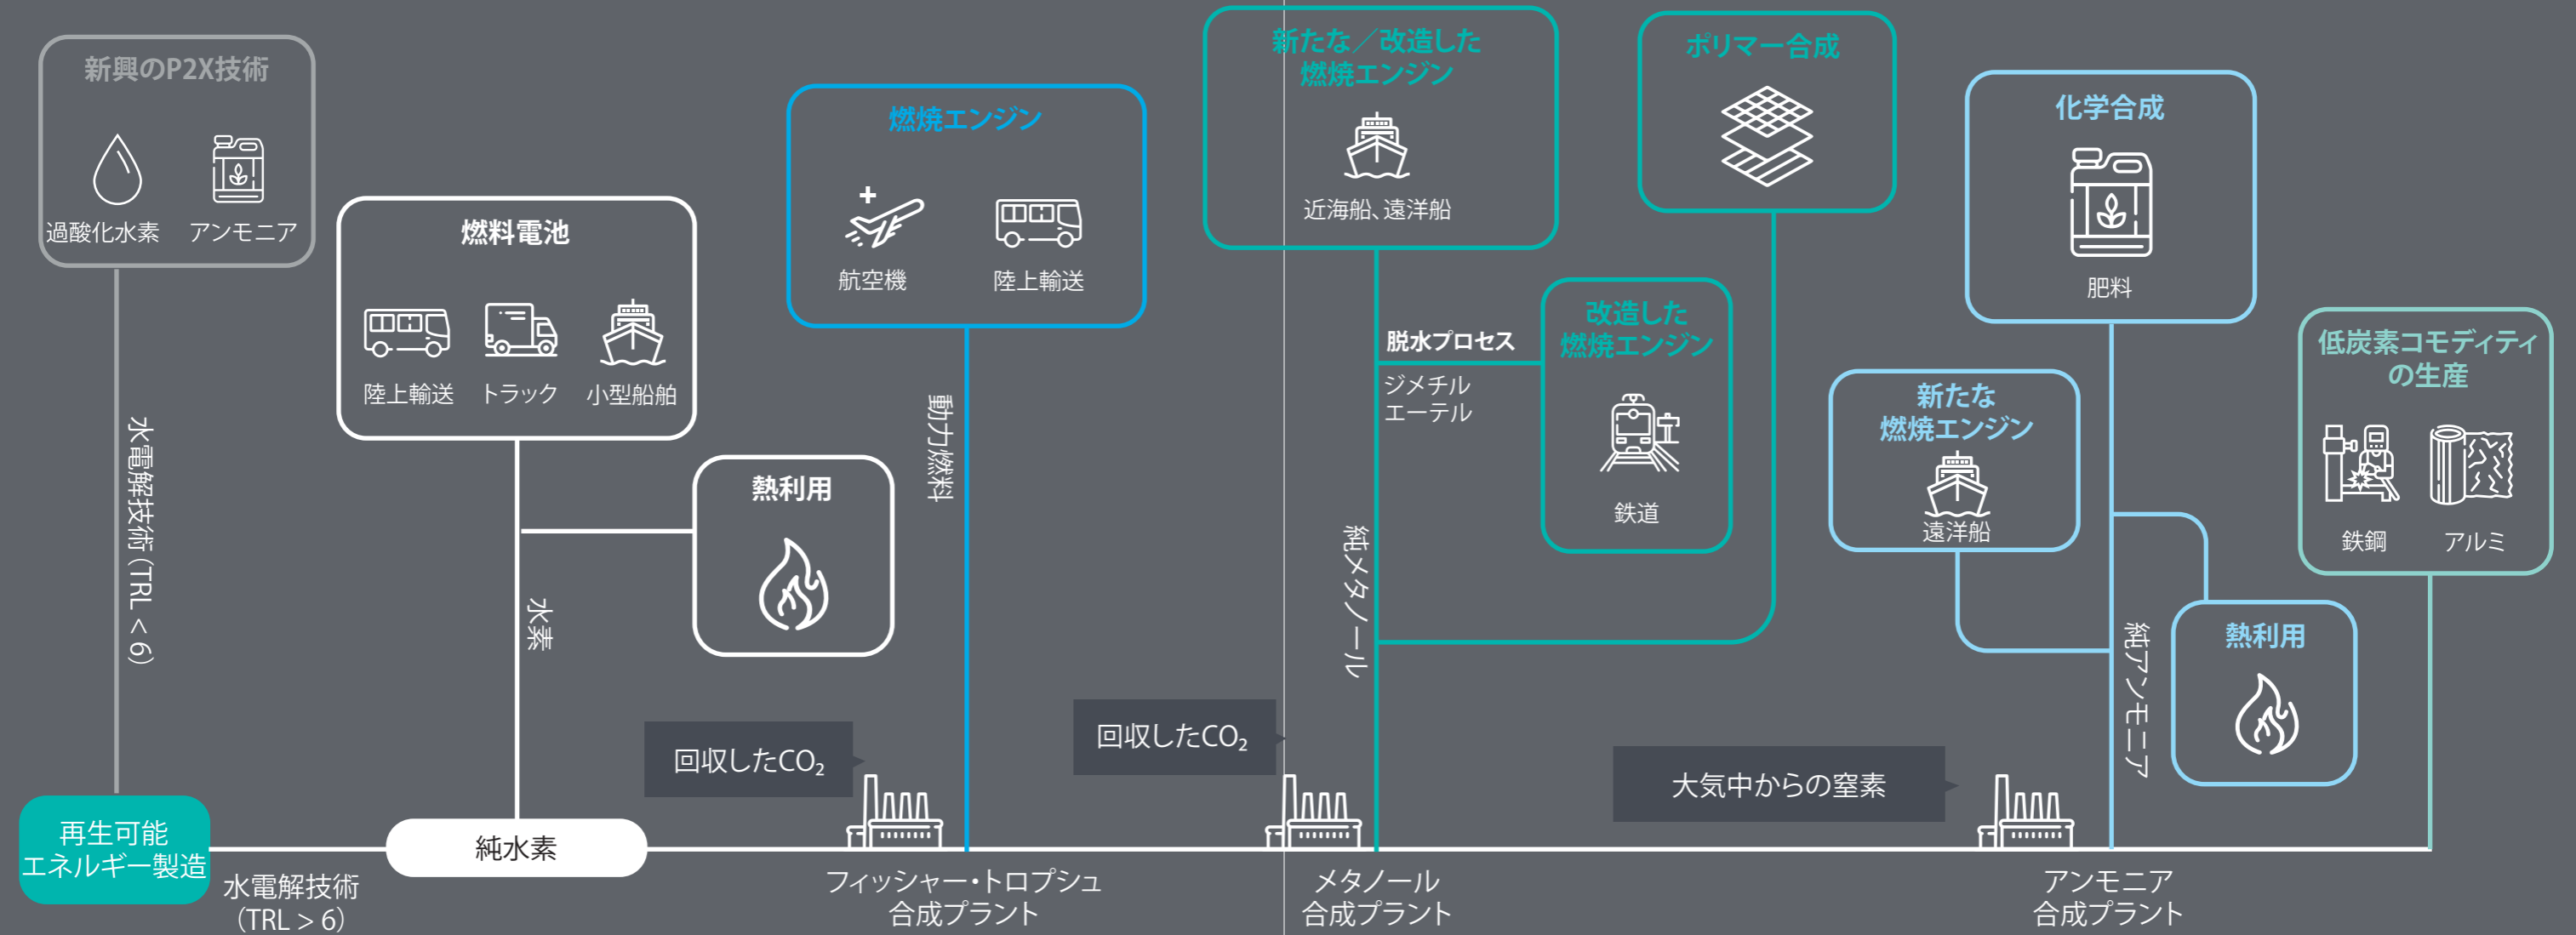 新興のP2X技術
過酸化水素
アンモニア
水電解技術（TRL < 6）
再生可能
エネルギー製造
水電解技術
（TRL > 6）
燃料電池
陸上輸送
トラック
小型船舶
熱利用
水素
純水素
燃焼エンジン
航空機
陸上輸送
動力燃料
回収したCO₂
フィッシャー・トロプシュ
合成プラント
新たな／改造した
燃焼エンジン
近海船、遠洋船
脱水プロセス
ジメチル
エーテル
改造した
燃焼エンジン
鉄道
ポリマー合成
純メタノール
回収したCO₂
メタノール
合成プラント
化学合成
肥料
新たな
燃焼エンジン
遠洋船
純アンモニア
熱利用
大気中からの窒素
アンモニア
合成プラント
低炭素コモディティ
の生産
鉄鋼
アルミ